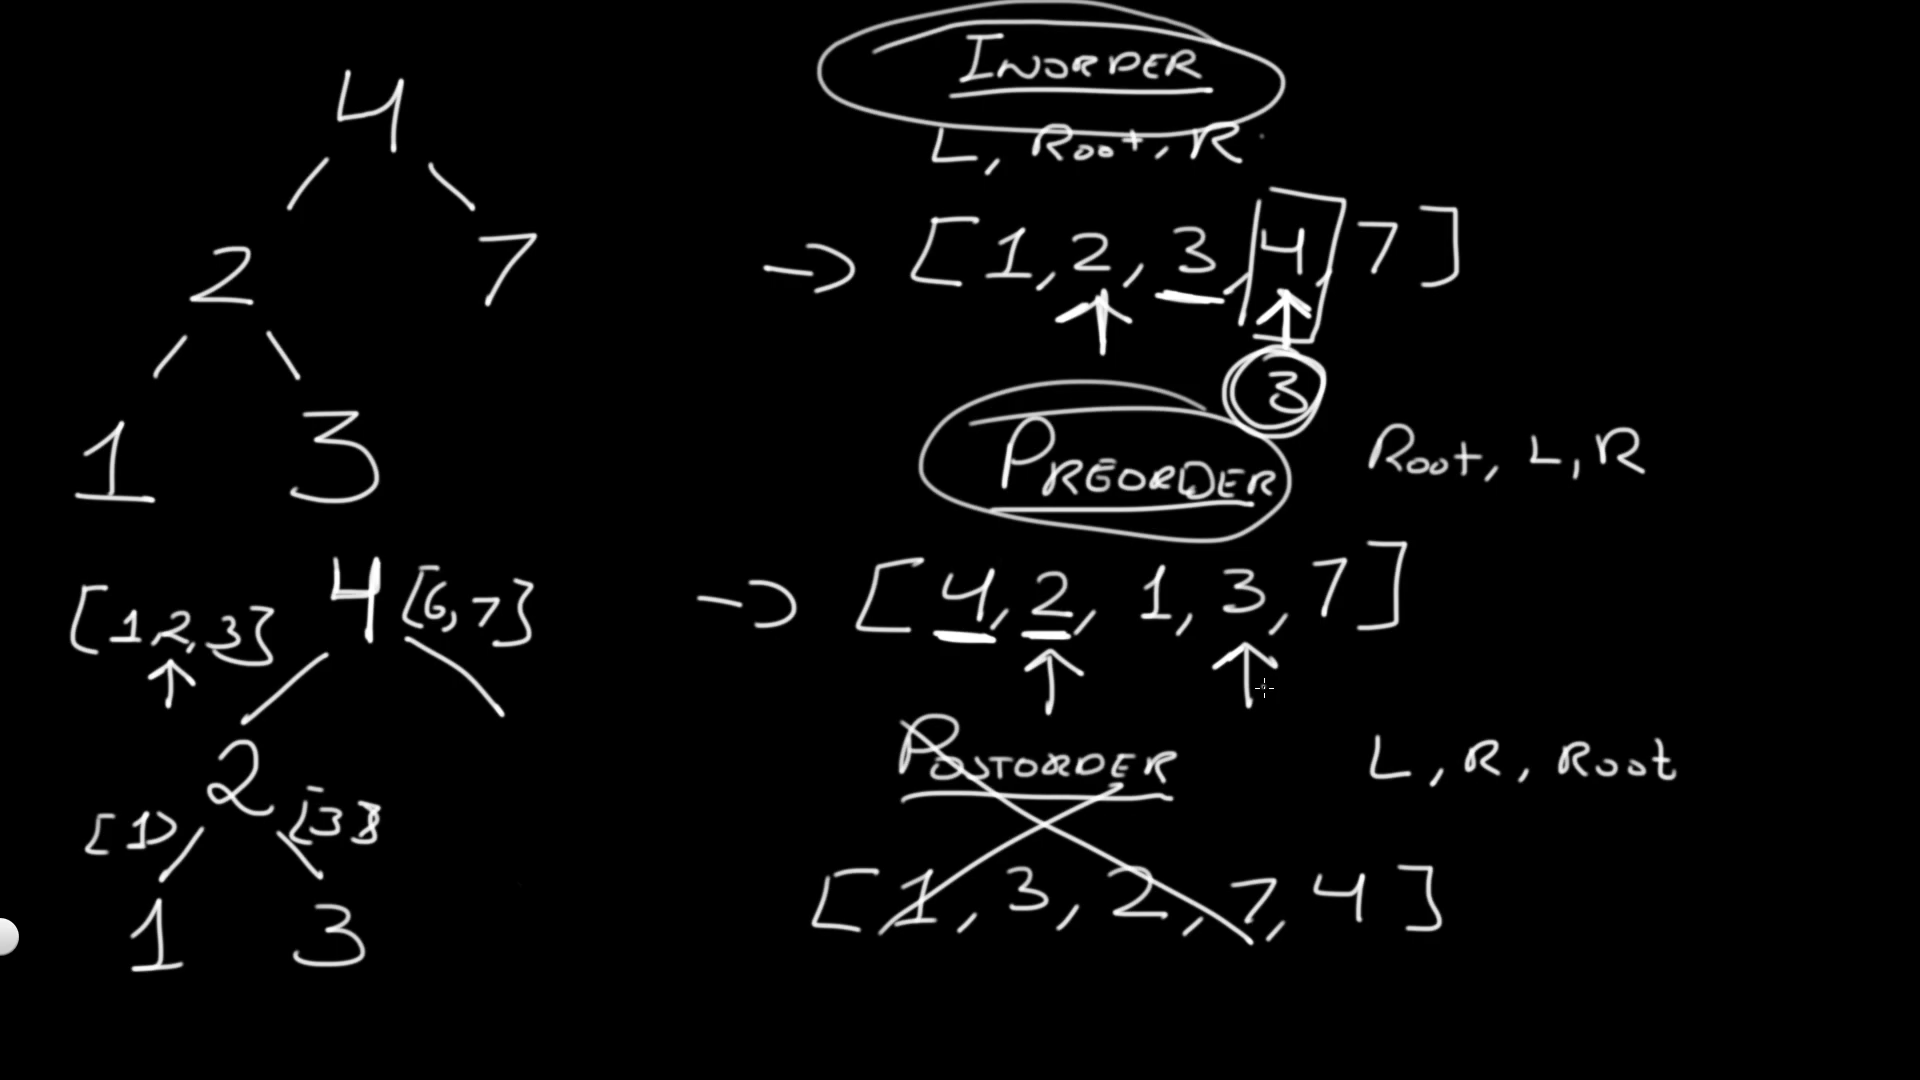 4
2 7
1 3
[1,2,3] 4 [6,7]
2
[1] [3]
1 3
INORDER
L, Root, R
→ [1,2,3,4,7]
3
PREORDER Root, L, R
→ [4,2,1,3,7]
POSTORDER L, R, Root
[1,3,2,7,4]